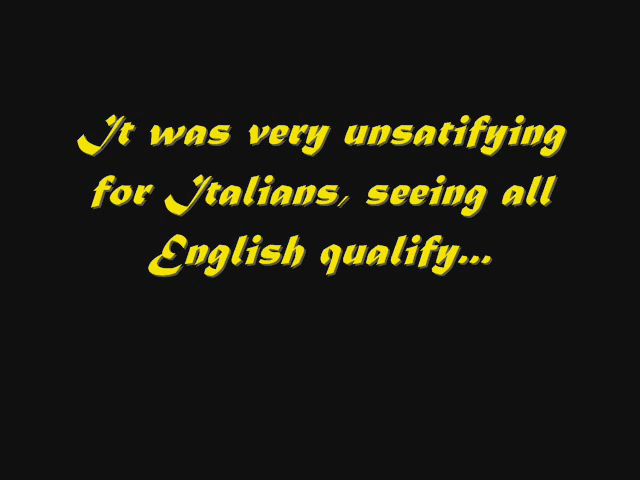 It was very unsatifying
for Italians, seeing all
English qualify...